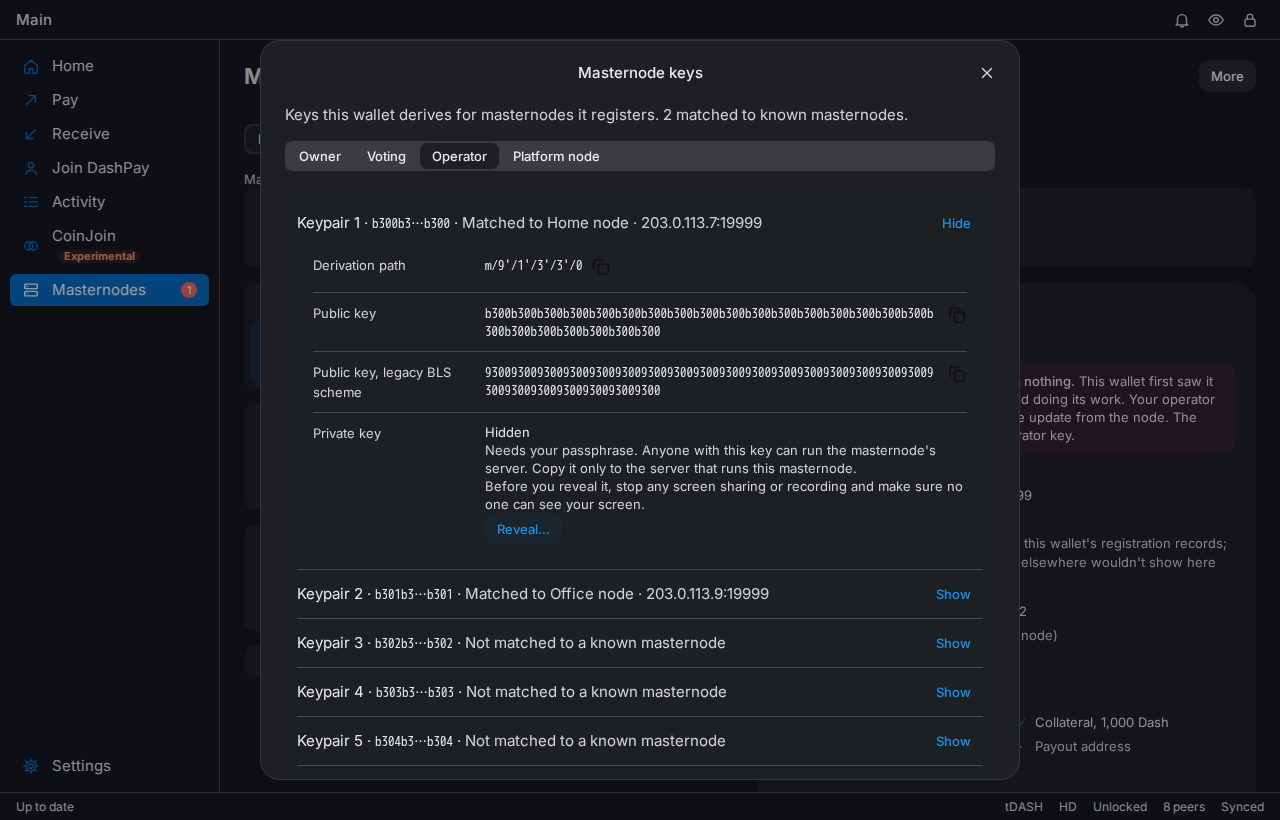 Main
Home
Pay
Receive
Join DashPay
Activity
CoinJoin
Experimental
Masternodes
1
Settings
More
Masternode keys
Keys this wallet derives for masternodes it registers. 2 matched to known masternodes.
Owner
Voting
Operator
Platform node
Keypair 1 · b300b3···b300 · Matched to Home node · 203.0.113.7:19999
Hide
Derivation path
m/9'/1'/3'/3'/0
Public key
b300b300b300b300b300b300b300b300b300b300b300b300b300b300b300b300b300b
300b300b300b300b300b300b300
Public key, legacy BLS
scheme
Private key
Hidden
Needs your passphrase. Anyone with this key can run the masternode's
server. Copy it only to the server that runs this masternode.
Before you reveal it, stop any screen sharing or recording and make sure no
one can see your screen.
Reveal...
Keypair 2 · b301b3···b301 · Matched to Office node · 203.0.113.9:19999
Show
Keypair 3 · b302b3···b302 · Not matched to a known masternode
Show
Keypair 4 · b303b3···b303 · Not matched to a known masternode
Show
Keypair 5 · b304b3···b304 · Not matched to a known masternode
Show
nothing. This wallet first saw it
d doing its work. Your operator
update from the node. The
rator key.
99
this wallet's registration records;
elsewhere wouldn't show here
2
node)
Collateral, 1,000 Dash
Payout address
Up to date
tDASH
HD
Unlocked
8 peers
Synced